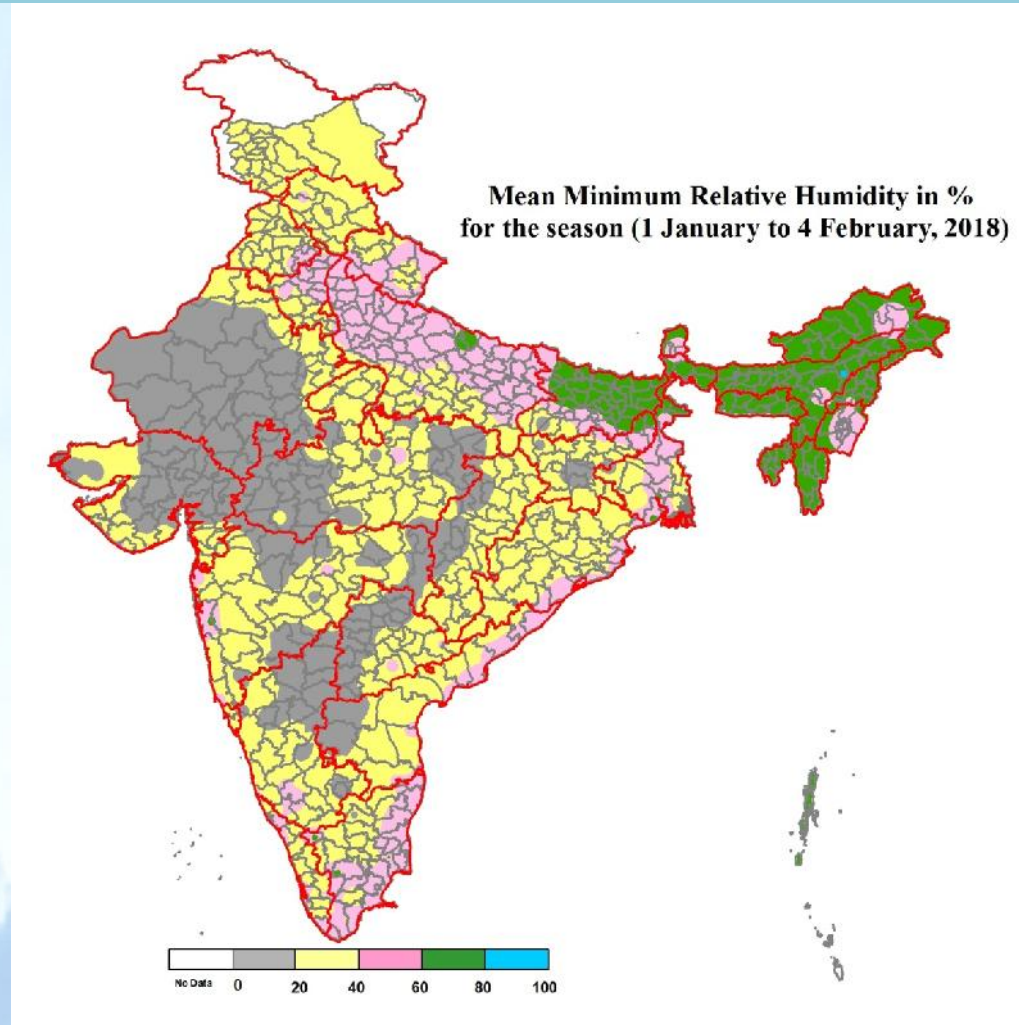 Mean Minimum Relative Humidity in %
for the season (1 January to 4 February, 2018)
No Data 0 20 40 60 80 100